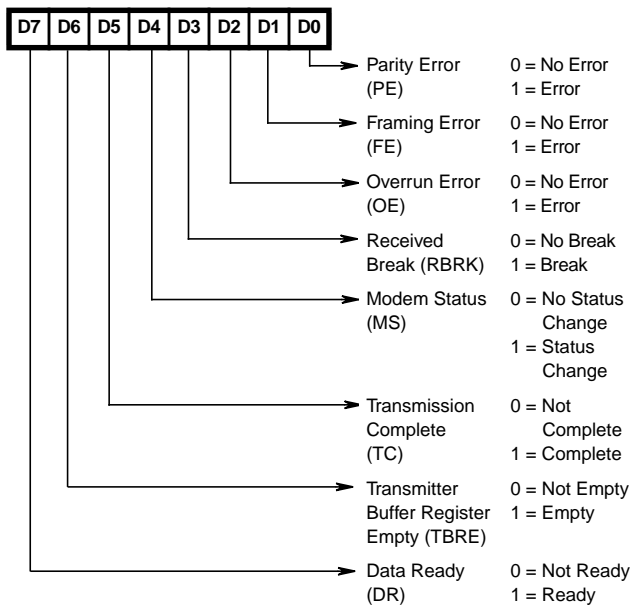 D7 D6 D5 D4 D3 D2 D1 D0
Parity Error 0 = No Error
(PE) 1 = Error
Framing Error 0 = No Error
(FE) 1 = Error
Overrun Error 0 = No Error
(OE) 1 = Error
Received 0 = No Break
Break (RBRK) 1 = Break
Modem Status 0 = No Status
(MS) Change
1 = Status
Change
Transmission 0 = Not
Complete Complete
(TC) 1 = Complete
Transmitter 0 = Not Empty
Buffer Register 1 = Empty
Empty (TBRE)
Data Ready 0 = Not Ready
(DR) 1 = Ready